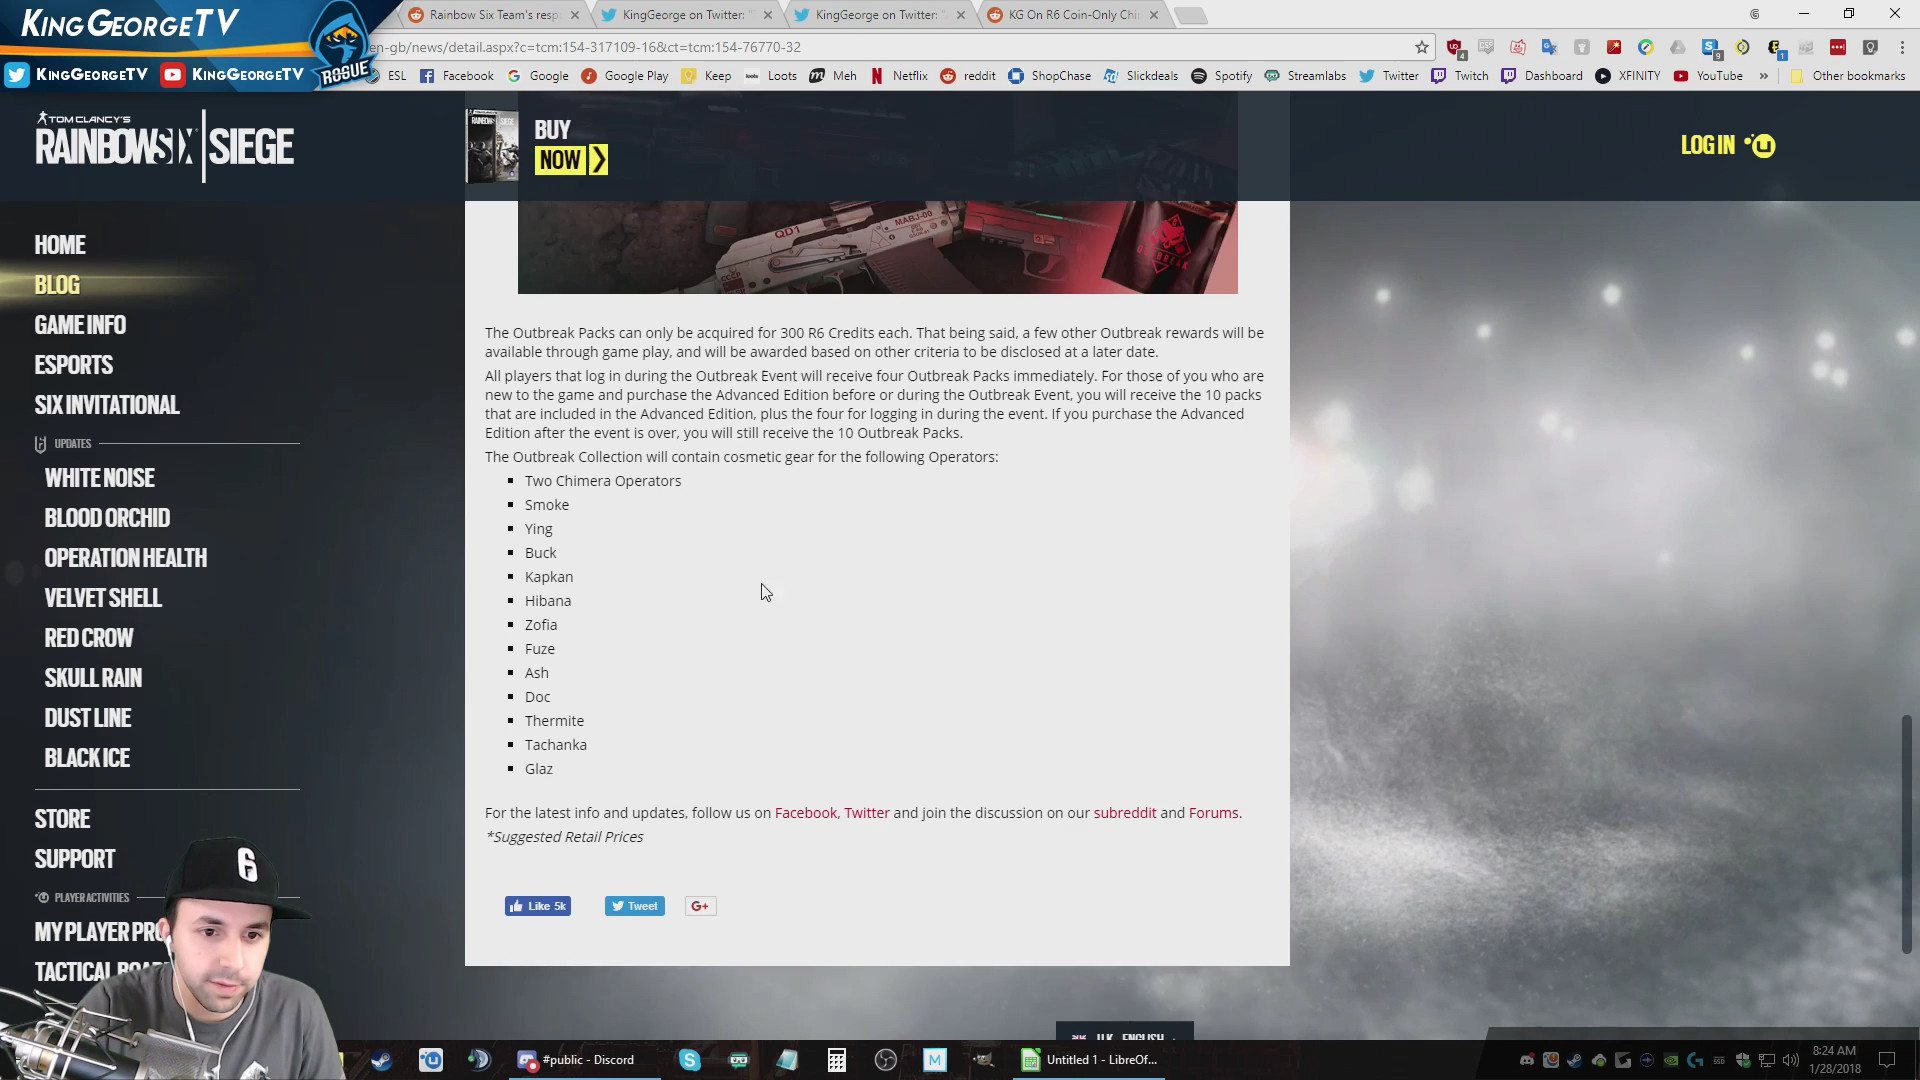 KINGGEORGETV
KINGGEORGETV
KINGGEORGETV
ROGUE
Rainbow Six Team's resp
KingGeorge on Twitter: "
KingGeorge on Twitter: "
KG On R6 Coin-Only Chi
en-gb/news/detail.aspx?c=tcm:154-317109-16&ct=tcm:154-76770-32
ESL
Facebook
Google
Google Play
Keep
Loots
Meh
Netflix
reddit
ShopChase
Slickdeals
Spotify
Streamlabs
Twitter
Twitch
Dashboard
XFINITY
YouTube
»
Other bookmarks
TOM CLANCY'S
RAINBOWSIX|SIEGE
BUY
NOW
LOG IN
HOME
BLOG
GAME INFO
ESPORTS
SIX INVITATIONAL
UPDATES
WHITE NOISE
BLOOD ORCHID
OPERATION HEALTH
VELVET SHELL
RED CROW
SKULL RAIN
DUST LINE
BLACK ICE
STORE
SUPPORT
PLAYER ACTIVITIES
MY PLAYER PRO
TACTICAL BOA
QD1
MABJ-00
OUTBREAK
The Outbreak Packs can only be acquired for 300 R6 Credits each. That being said, a few other Outbreak rewards will be
available through game play, and will be awarded based on other criteria to be disclosed at a later date.
All players that log in during the Outbreak Event will receive four Outbreak Packs immediately. For those of you who are
new to the game and purchase the Advanced Edition before or during the Outbreak Event, you will receive the 10 packs
that are included in the Advanced Edition, plus the four for logging in during the event. If you purchase the Advanced
Edition after the event is over, you will still receive the 10 Outbreak Packs.
The Outbreak Collection will contain cosmetic gear for the following Operators:
Two Chimera Operators
Smoke
Ying
Buck
Kapkan
Hibana
Zofia
Fuze
Ash
Doc
Thermite
Tachanka
Glaz
For the latest info and updates, follow us on Facebook, Twitter and join the discussion on our subreddit and Forums.
*Suggested Retail Prices
Like 5k
Tweet
G+
U.K. ENGLISH
#public - Discord
Untitled 1 - LibreOf...
8:24 AM
1/28/2018